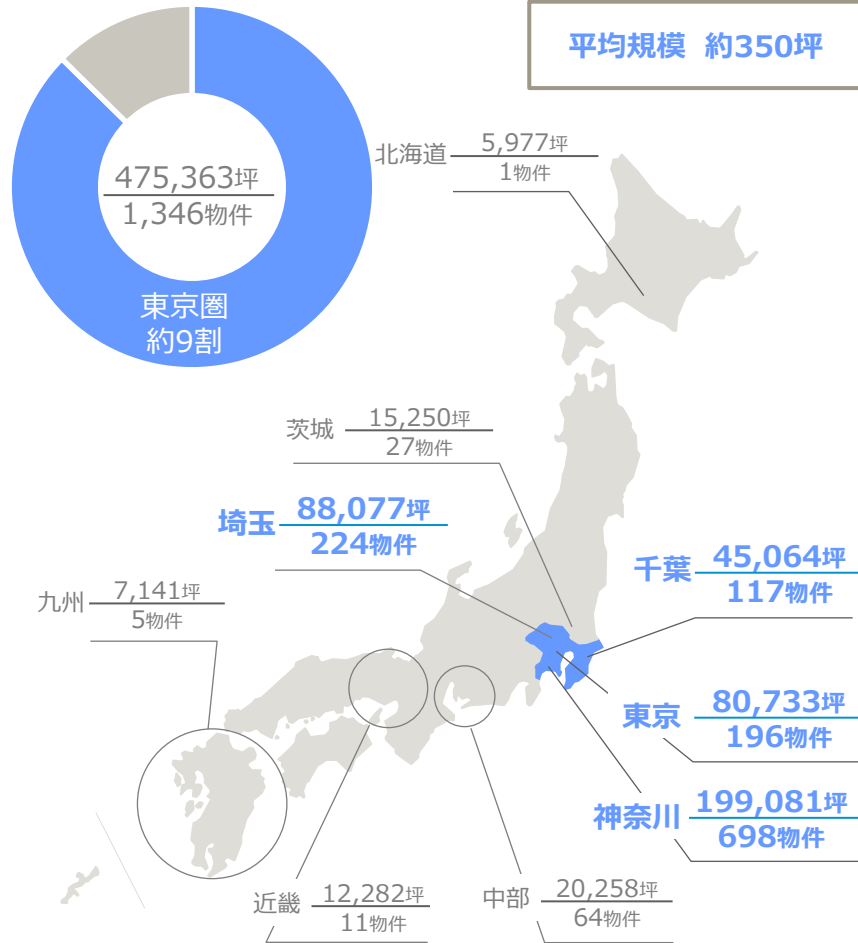 平均規模 約350坪
475,363坪
1,346物件
東京圏
約9割
北海道
5,977坪
1物件
茨城
15,250坪
27物件
埼玉
88,077坪
224物件
千葉
45,064坪
117物件
九州
7,141坪
5物件
東京
80,733坪
196物件
神奈川
199,081坪
698物件
近畿
12,282坪
11物件
中部
20,258坪
64物件